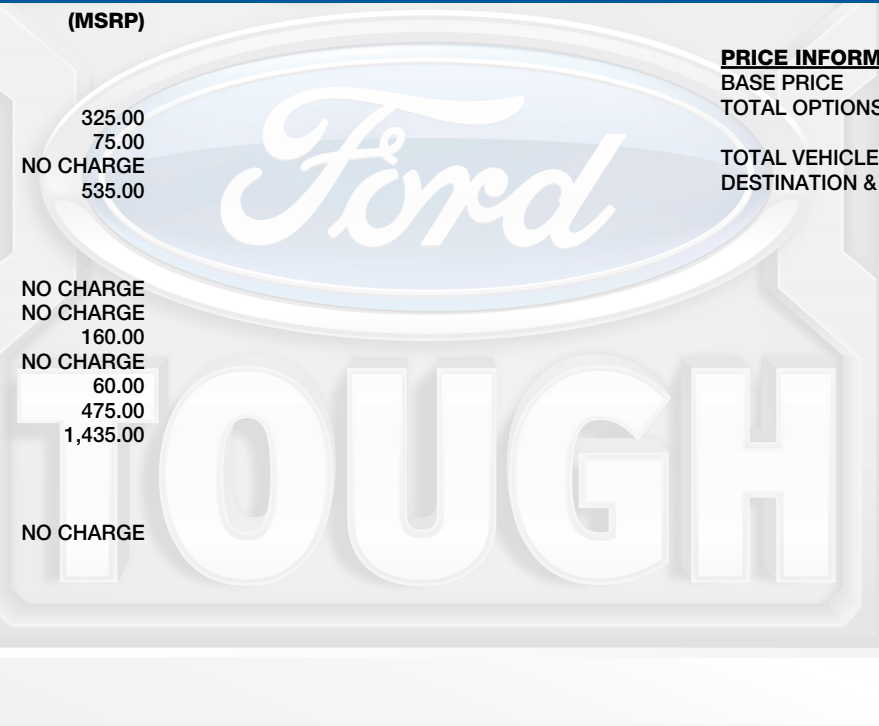 (MSRP)
325.00
75.00
NO CHARGE
535.00
NO CHARGE
NO CHARGE
160.00
NO CHARGE
60.00
475.00
1,435.00
NO CHARGE
PRICE INFORM
BASE PRICE
TOTAL OPTIONS
TOTAL VEHICLE
DESTINATION &
Ford
TOUGH